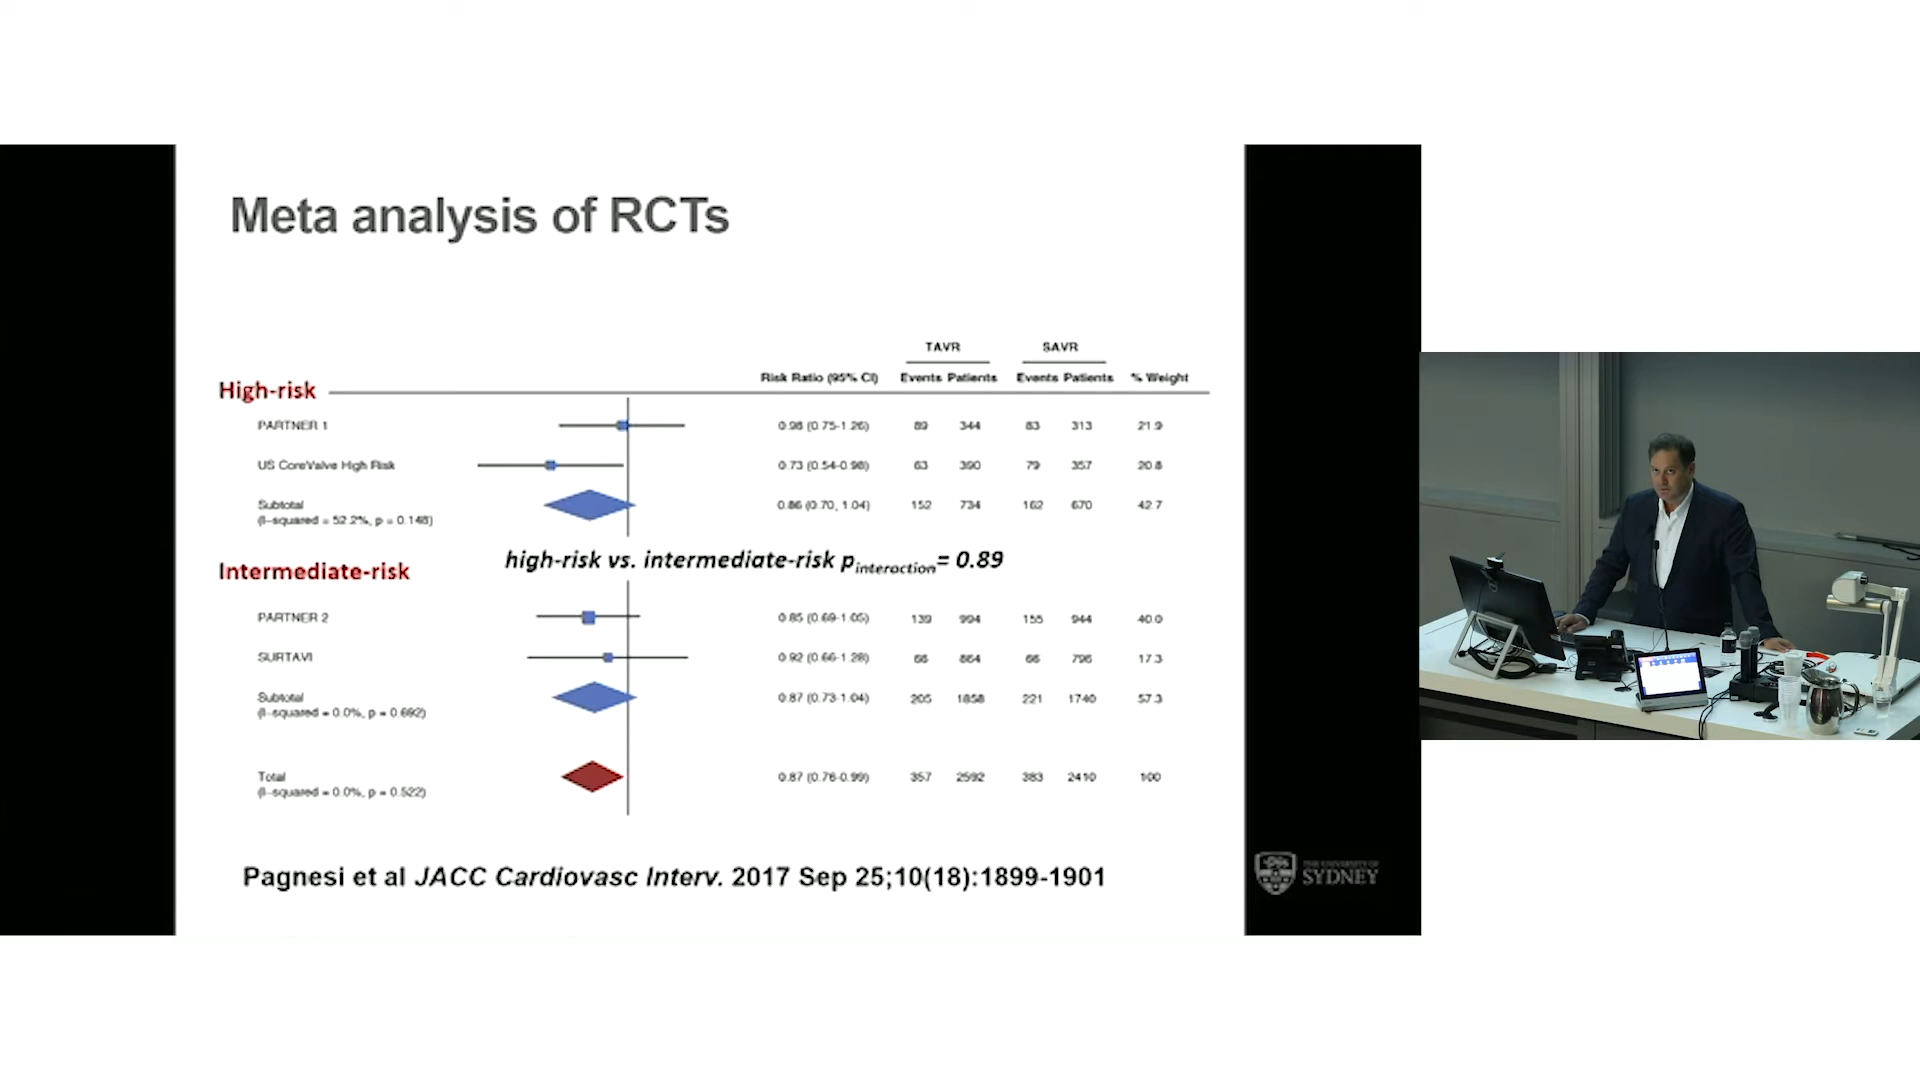 Meta analysis of RCTs
TAVR SAVR
Risk Ratio (95% CI) Events Patients Events Patients % Weight
High-risk
PARTNER 1 0.98 (0.75-1.26) 89 344 83 313 21.9
US CoreValve High Risk 0.73 (0.54-0.98) 63 390 79 357 20.8
Subtotal 0.86 (0.70, 1.04) 152 734 162 670 42.7
(I-squared = 52.2%, p = 0.148)
high-risk vs. intermediate-risk pinteraction= 0.89
Intermediate-risk
PARTNER 2 0.85 (0.69-1.05) 139 994 155 944 40.0
SURTAVI 0.92 (0.66-1.28) 66 864 66 796 17.3
Subtotal 0.87 (0.73-1.04) 205 1858 221 1740 57.3
(I-squared = 0.0%, p = 0.692)
Total 0.87 (0.76-0.99) 357 2592 383 2410 100
(I-squared = 0.0%, p = 0.522)
Pagnesi et al JACC Cardiovasc Interv. 2017 Sep 25;10(18):1899-1901
THE UNIVERSITY OF
SYDNEY